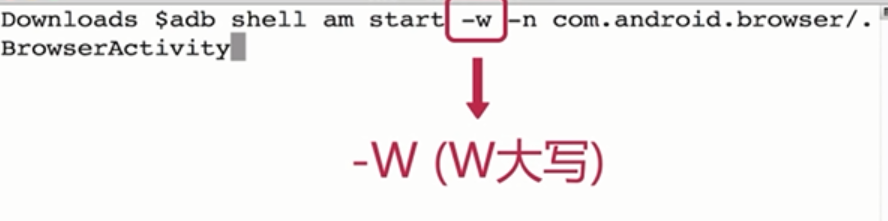 Downloads $adb shell am start -w -n com.android.browser/.
BrowserActivity
-W (W大写)